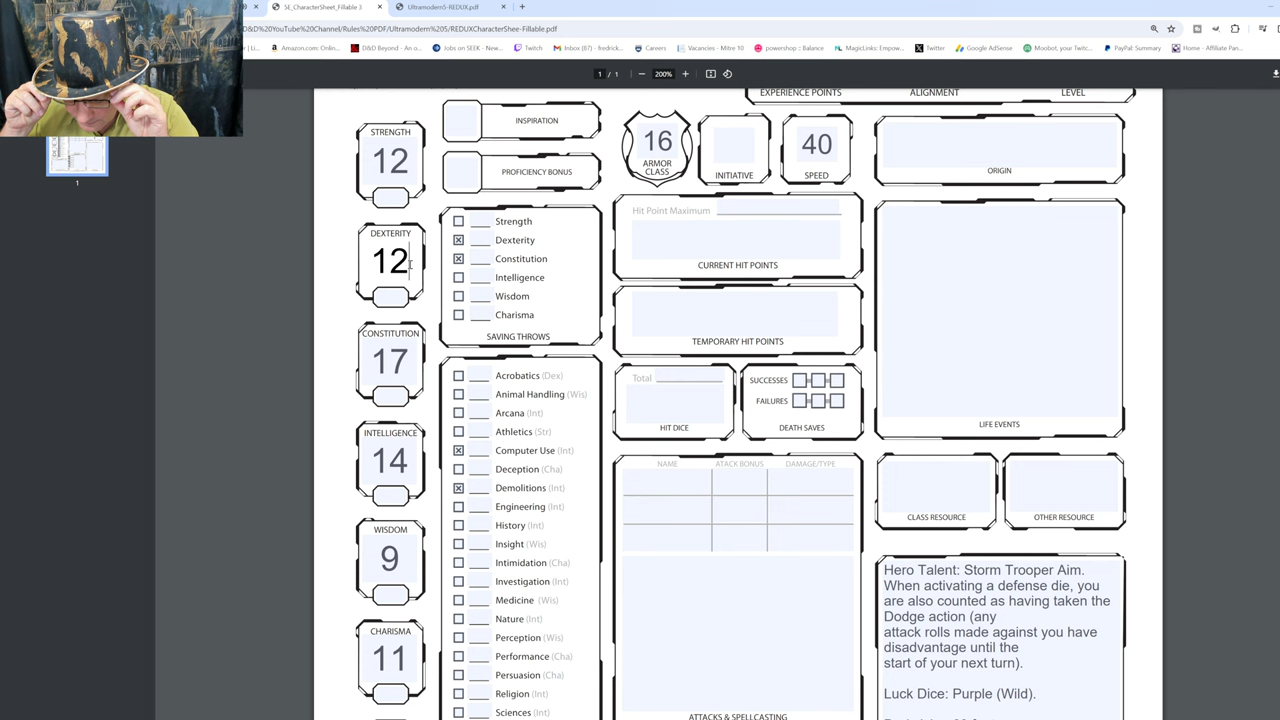 5E_CharacterSheet_Fillable 3
Ultramodern5-REDUX.pdf
D&D%20YouTube%20Channel/Rules%20PDF/Ultramodern5-REDUX/REDUXCharacterShee-Fillable.pdf
Amazon.com: Onli...
D&D Beyond - An o...
Jobs on SEEK - New...
Twitch
Inbox (87) - fredrick...
Careers
Vacancies - Mitre 10
powershop :: Balance
MagicLinks: Empow...
Twitter
Google AdSense
Moobot, your Twitc...
PayPal: Summary
Home - Affiliate Pan...
1 / 1
200%
EXPERIENCE POINTS ALIGNMENT LEVEL
STRENGTH
12
INSPIRATION
PROFICIENCY BONUS
16
ARMOR
CLASS
INITIATIVE
40
SPEED
ORIGIN
1
DEXTERITY
12
Strength
Dexterity
Constitution
Intelligence
Wisdom
Charisma
SAVING THROWS
Hit Point Maximum
CURRENT HIT POINTS
TEMPORARY HIT POINTS
LIFE EVENTS
CONSTITUTION
17
INTELLIGENCE
14
WISDOM
9
CHARISMA
11
Acrobatics (Dex)
Animal Handling (Wis)
Arcana (Int)
Athletics (Str)
Computer Use (Int)
Deception (Cha)
Demolitions (Int)
Engineering (Int)
History (Int)
Insight (Wis)
Intimidation (Cha)
Investigation (Int)
Medicine (Wis)
Nature (Int)
Perception (Wis)
Performance (Cha)
Persuasion (Cha)
Religion (Int)
Sciences (Int)
Total
HIT DICE
SUCCESSES
FAILURES
DEATH SAVES
NAME ATACK BONUS DAMAGE/TYPE
ATTACKS & SPELLCASTING
CLASS RESOURCE
OTHER RESOURCE
Hero Talent: Storm Trooper Aim.
When activating a defense die, you
are also counted as having taken the
Dodge action (any
attack rolls made against you have
disadvantage until the
start of your next turn).
Luck Dice: Purple (Wild).